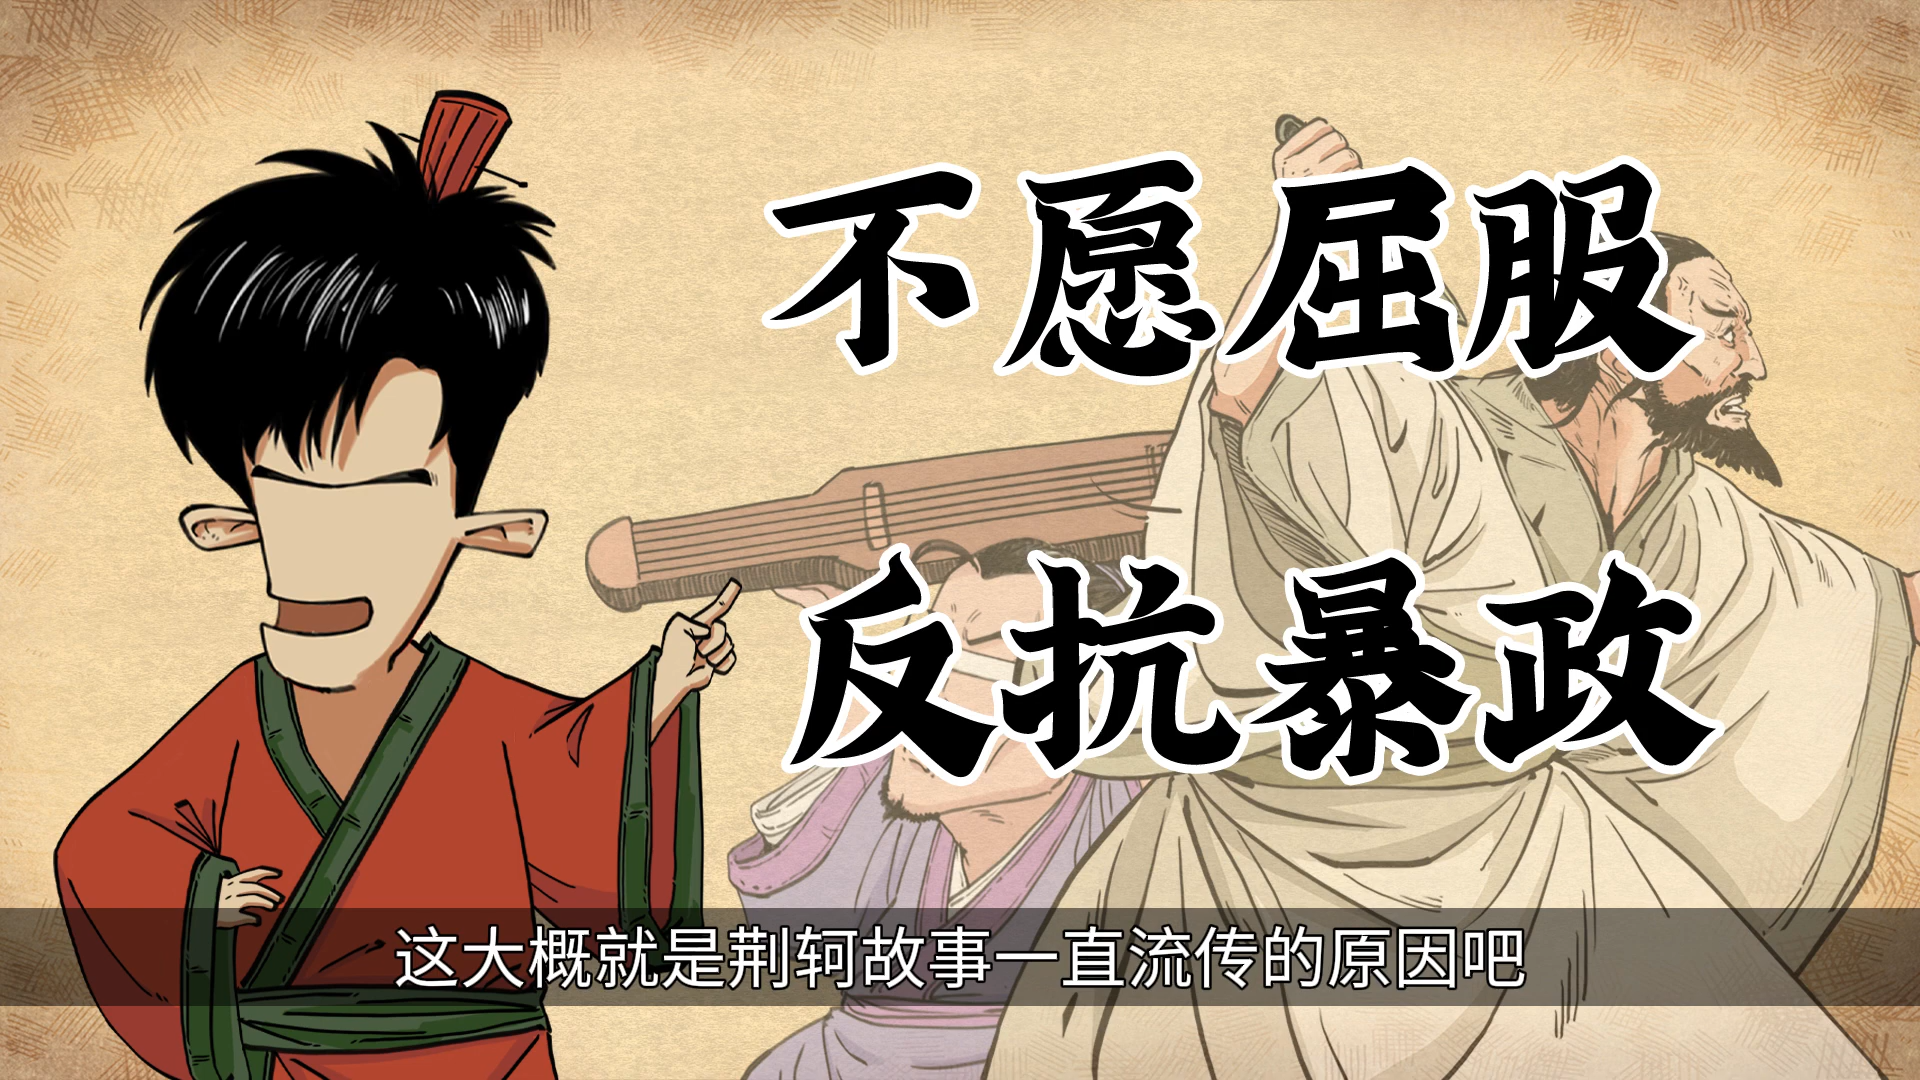 不愿屈服
反抗暴政
这大概就是荆轲故事一直流传的原因吧